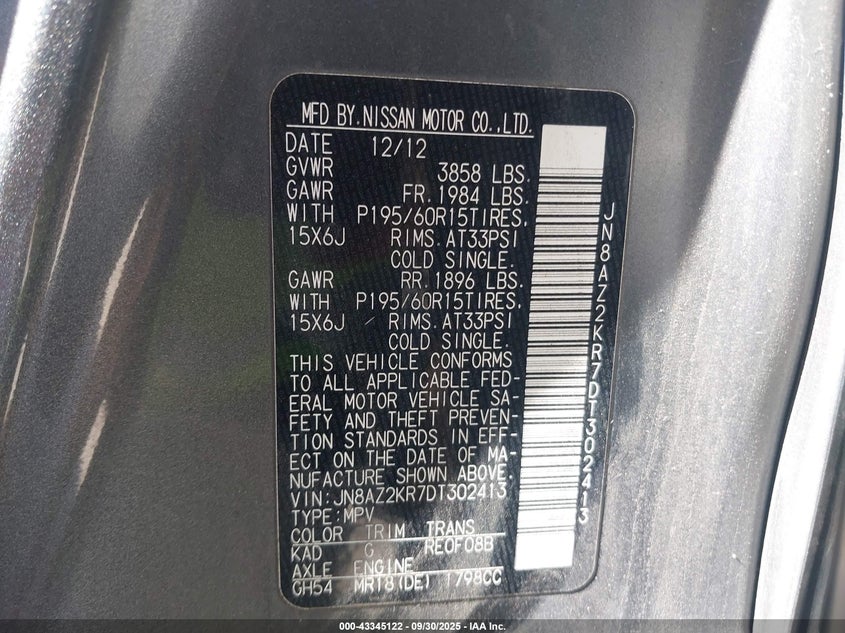 MFD BY.NISSAN MOTOR CO.,LTD.
DATE 12/12
GVWR 3858 LBS.
GAWR FR.1984 LBS.
WITH P195/60R15TIRES,
15X6J RIMS.AT33PSI
COLD SINGLE.
GAWR RR.1896 LBS.
WITH P195/60R15TIRES,
15X6J RIMS.AT33PSI
COLD SINGLE.
THIS VEHICLE CONFORMS
TO ALL APPLICABLE FED-
ERAL MOTOR VEHICLE SA-
FETY AND THEFT PREVEN-
TION STANDARDS IN EFF-
ECT ON THE DATE OF MA-
NUFACTURE SHOWN ABOVE.
VIN:JN8AZ2KR7DT302413
TYPE:MPV
COLOR TRIM TRANS
KAD G RE0F08B
AXLE ENGINE
GH54 MR18(DE) 1798CC
JN8AZ2KR7DT302413
000-43345122 - 09/30/2025 - IAA Inc.